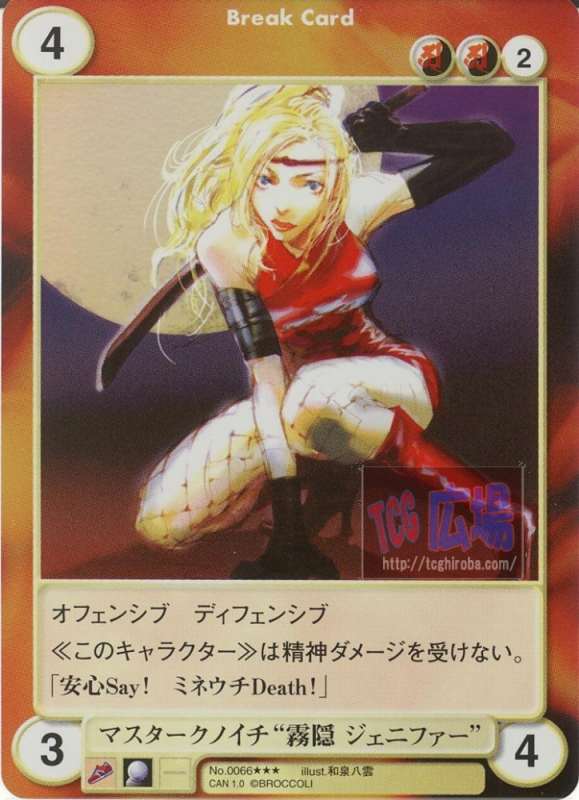 Break Card
4
烈 烈 2
TCG 広場
http://tcghiroba.com/
オフェンシブ　ディフェンシブ
≪このキャラクター≫は精神ダメージを受けない。
「安心Say!　ミネウチDeath!」
マスタークノイチ“霧隠 ジェニファー”
3
4
No.0066★★★　illust.和泉八雲
CAN 1.0 ©BROCCOLI